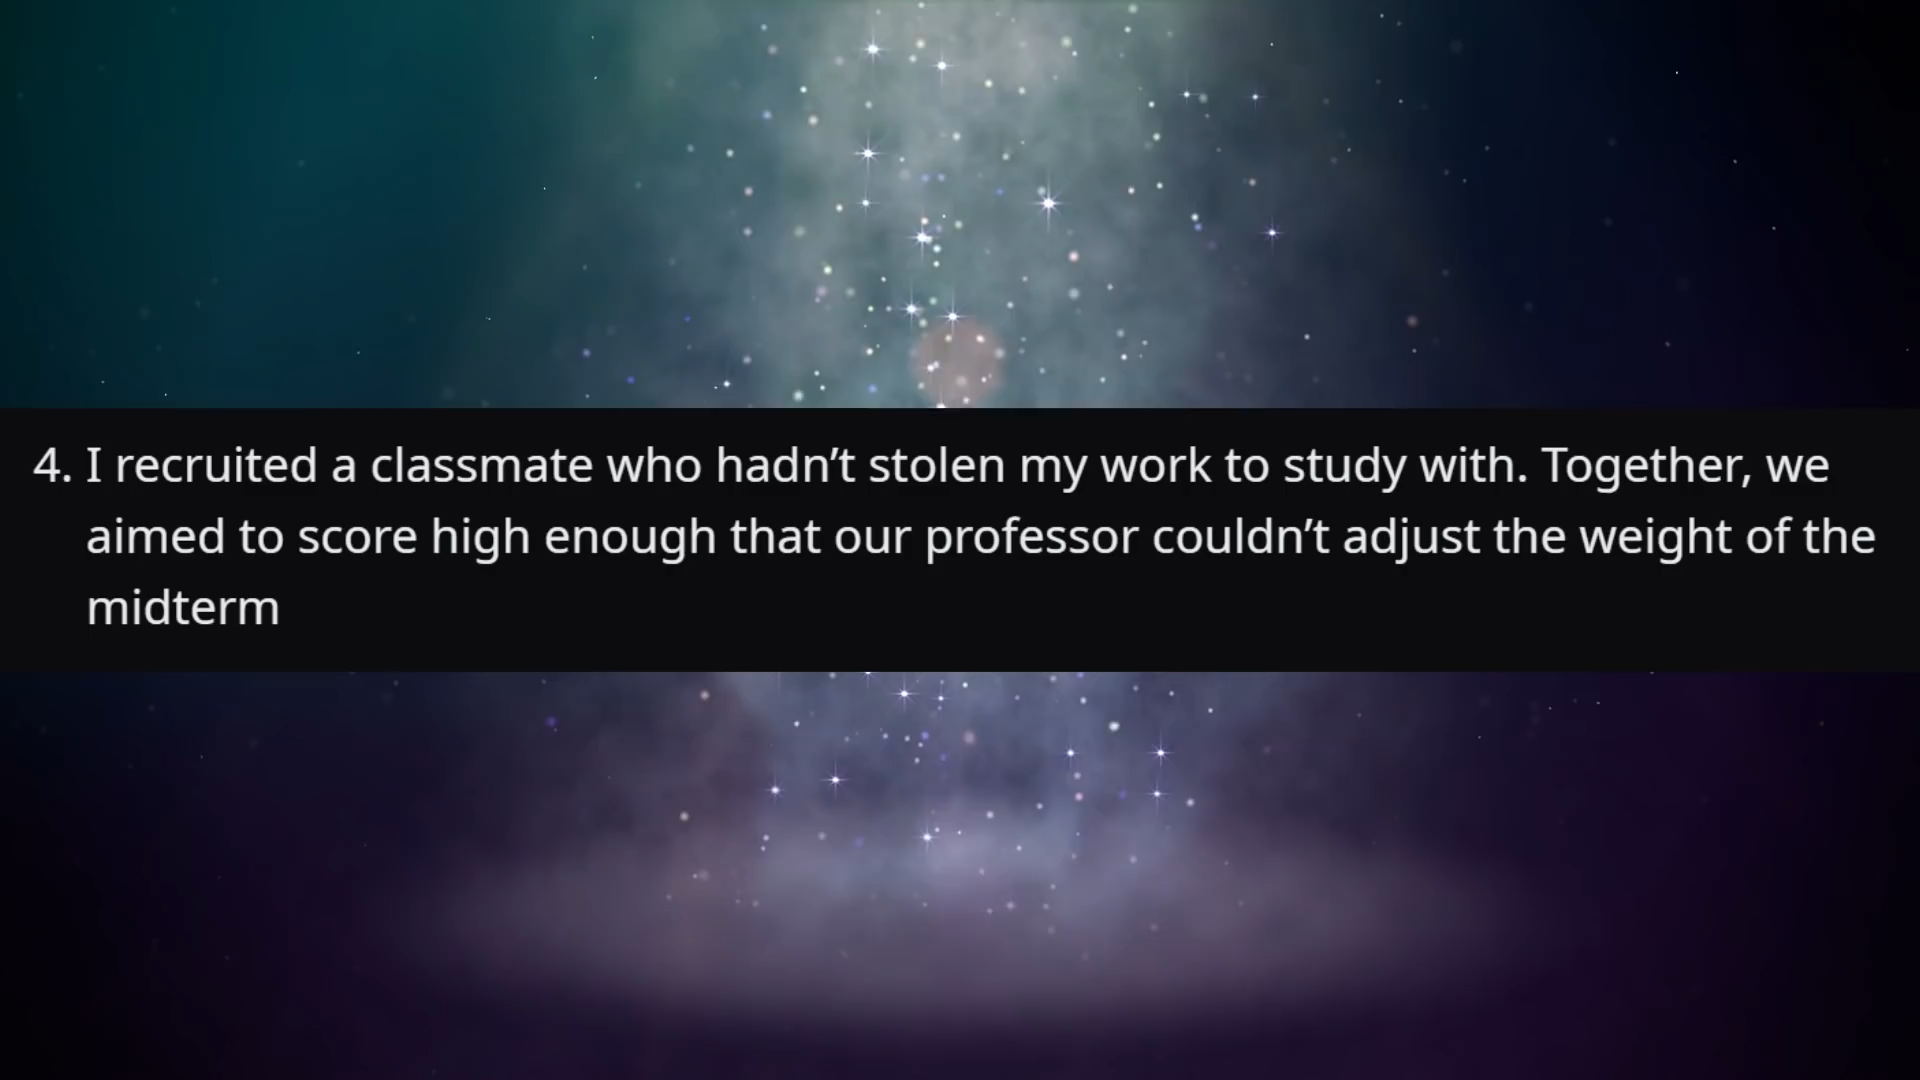 4. I recruited a classmate who hadn’t stolen my work to study with. Together, we
aimed to score high enough that our professor couldn’t adjust the weight of the
midterm